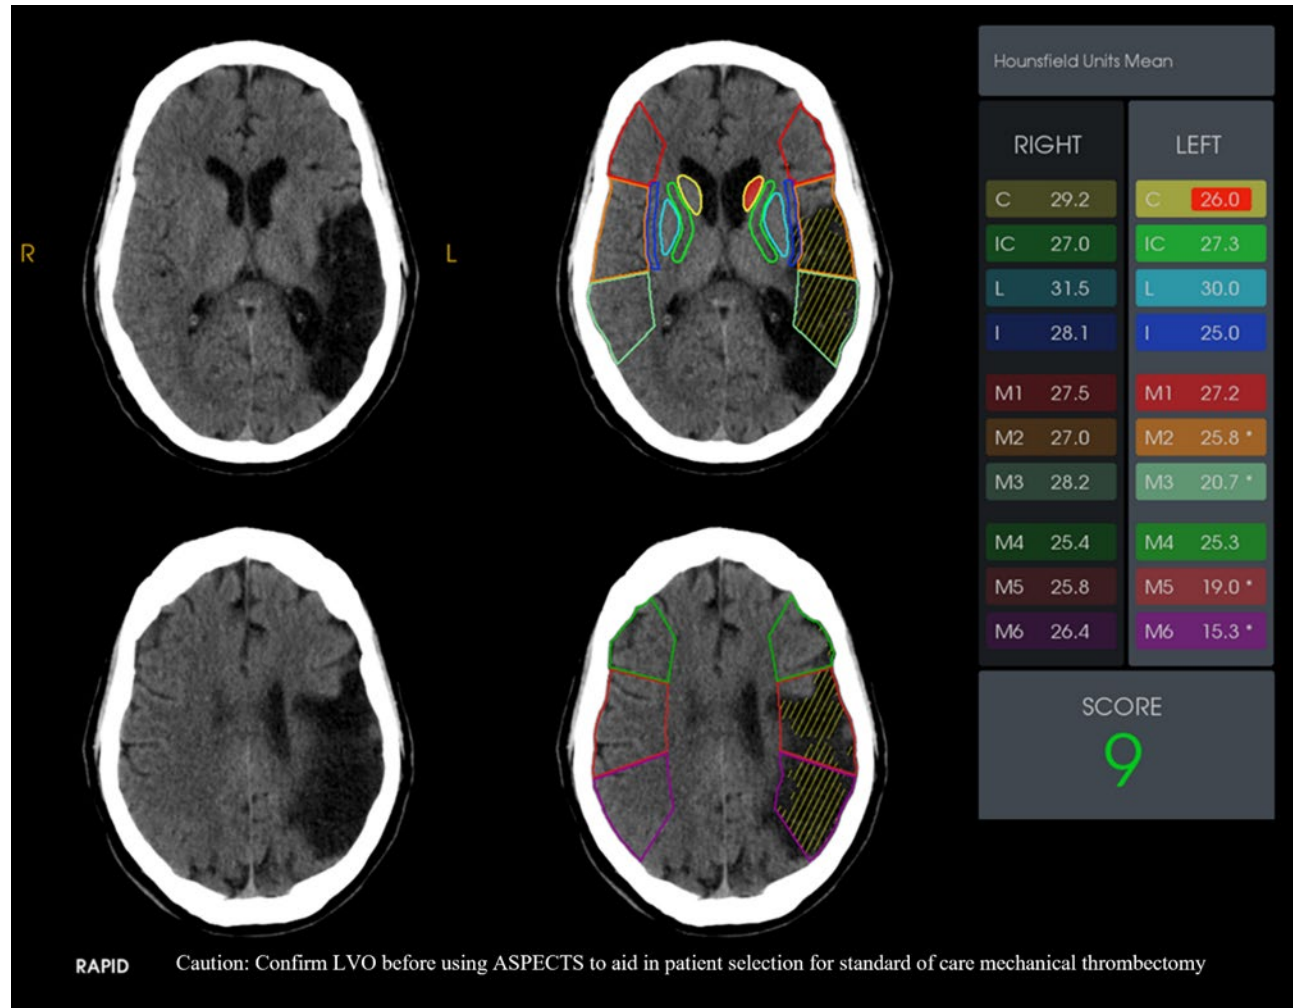 Hounsfield Units Mean
RIGHT LEFT
C 29.2 C 26.0
IC 27.0 IC 27.3
L 31.5 L 30.0
I 28.1 I 25.0
M1 27.5 M1 27.2
M2 27.0 M2 25.8 *
M3 28.2 M3 20.7 *
M4 25.4 M4 25.3
M5 25.8 M5 19.0 *
M6 26.4 M6 15.3 *
SCORE
9
R L
RAPID Caution: Confirm LVO before using ASPECTS to aid in patient selection for standard of care mechanical thrombectomy